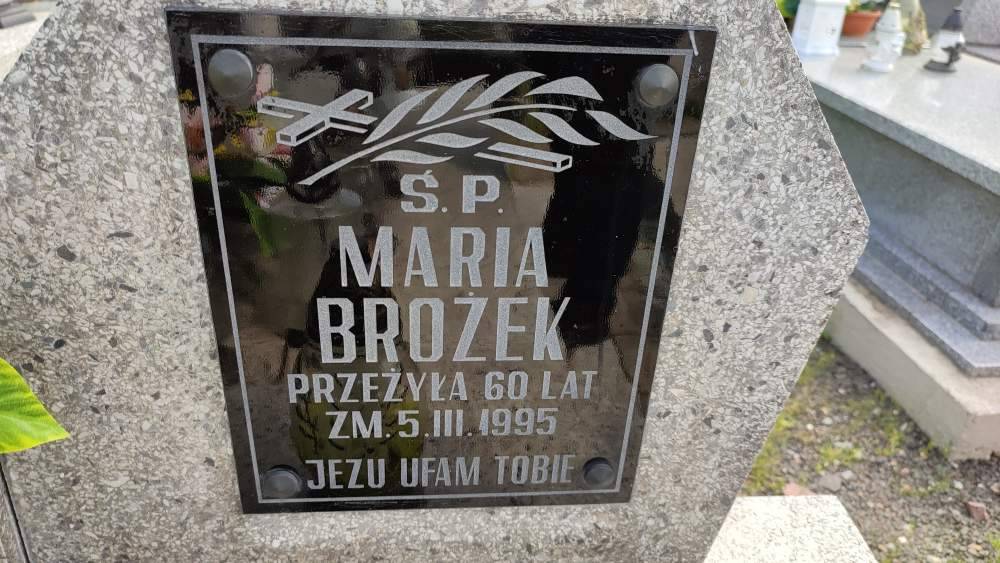 Ś.P.
MARIA
BROŻEK
PRZEŻYŁA 60 LAT
ZM. 5.III.1995
JEZU UFAM TOBIE